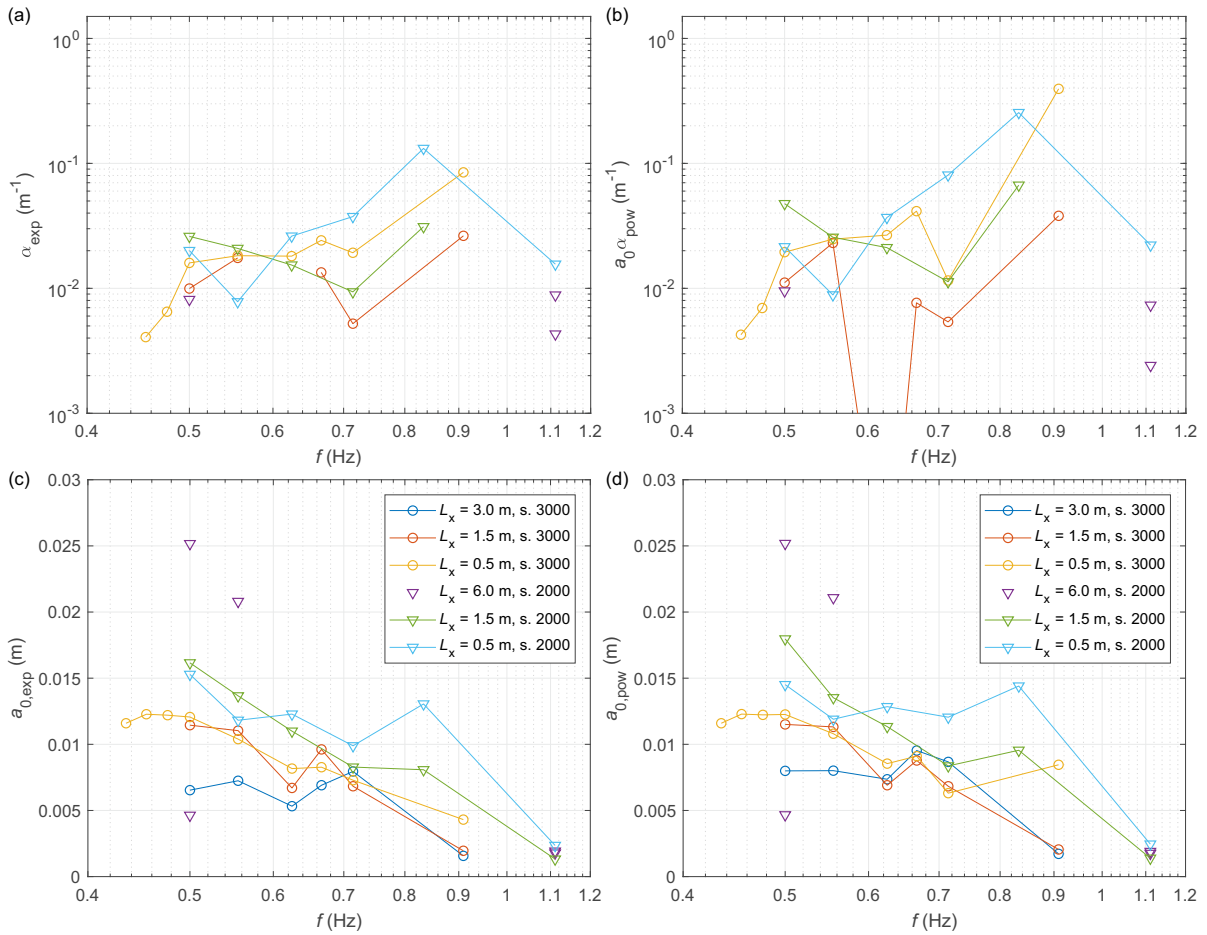 (a)
10^0
10^-1
10^-2
10^-3
α_exp (m^-1)
0.4 0.5 0.6 0.7 0.8 0.9 1 1.1 1.2
f (Hz)
(b)
10^0
10^-1
10^-2
10^-3
a_0 α_pow (m^-1)
0.4 0.5 0.6 0.7 0.8 0.9 1 1.1 1.2
f (Hz)
(c)
0.03
0.025
0.02
0.015
0.01
0.005
0
a_0,exp (m)
L_x = 3.0 m, s. 3000
L_x = 1.5 m, s. 3000
L_x = 0.5 m, s. 3000
L_x = 6.0 m, s. 2000
L_x = 1.5 m, s. 2000
L_x = 0.5 m, s. 2000
0.4 0.5 0.6 0.7 0.8 0.9 1 1.1 1.2
f (Hz)
(d)
0.03
0.025
0.02
0.015
0.01
0.005
0
a_0,pow (m)
L_x = 3.0 m, s. 3000
L_x = 1.5 m, s. 3000
L_x = 0.5 m, s. 3000
L_x = 6.0 m, s. 2000
L_x = 1.5 m, s. 2000
L_x = 0.5 m, s. 2000
0.4 0.5 0.6 0.7 0.8 0.9 1 1.1 1.2
f (Hz)